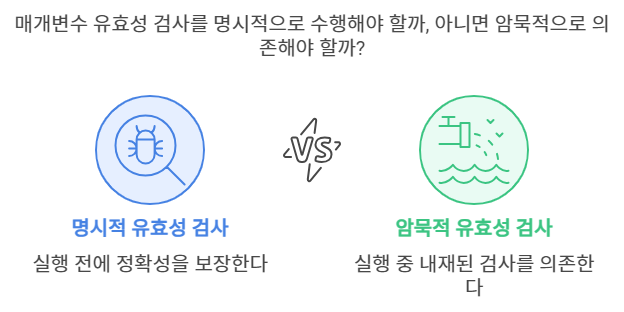 매개변수 유효성 검사를 명시적으로 수행해야 할까, 아니면 암묵적으로 의
존해야 할까?
VS
명시적 유효성 검사
암묵적 유효성 검사
실행 전에 정확성을 보장한다
실행 중 내재된 검사를 의존한
다